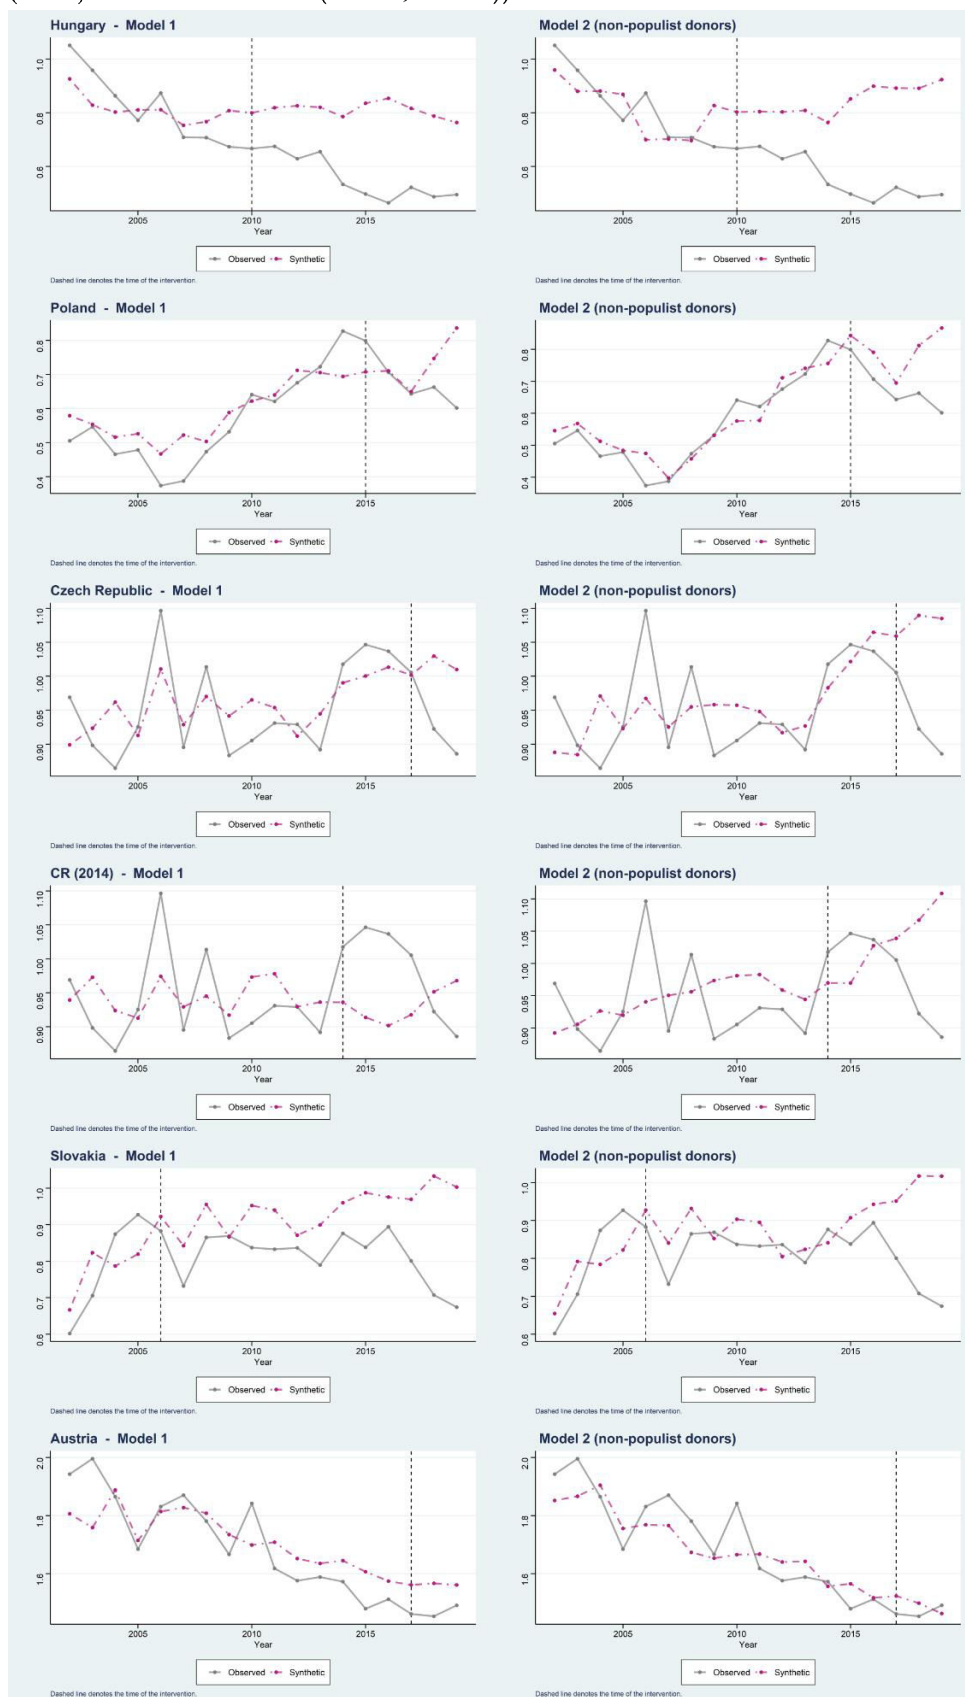 Hungary - Model 1
1.0
0.8
0.6
2005 2010 2015
Year
Observed Synthetic
Dashed line denotes the time of the intervention.
Model 2 (non-populist donors)
1.0
0.8
0.6
2005 2010 2015
Year
Observed Synthetic
Dashed line denotes the time of the intervention.
Poland - Model 1
0.8
0.7
0.6
0.5
0.4
2005 2010 2015
Year
Observed Synthetic
Dashed line denotes the time of the intervention.
Model 2 (non-populist donors)
0.8
0.7
0.6
0.5
0.4
2005 2010 2015
Year
Observed Synthetic
Dashed line denotes the time of the intervention.
Czech Republic - Model 1
1.10
1.05
1.00
0.95
0.90
2005 2010 2015
Year
Observed Synthetic
Dashed line denotes the time of the intervention.
Model 2 (non-populist donors)
1.10
1.05
1.00
0.95
0.90
2005 2010 2015
Year
Observed Synthetic
Dashed line denotes the time of the intervention.
CR (2014) - Model 1
1.10
1.05
1.00
0.95
0.90
2005 2010 2015
Year
Observed Synthetic
Dashed line denotes the time of the intervention.
Model 2 (non-populist donors)
1.10
1.05
1.00
0.95
0.90
2005 2010 2015
Year
Observed Synthetic
Dashed line denotes the time of the intervention.
Slovakia - Model 1
1.0
0.9
0.8
0.7
0.6
2005 2010 2015
Year
Observed Synthetic
Dashed line denotes the time of the intervention.
Model 2 (non-populist donors)
1.0
0.9
0.8
0.7
0.6
2005 2010 2015
Year
Observed Synthetic
Dashed line denotes the time of the intervention.
Austria - Model 1
2.0
1.8
1.6
2005 2010 2015
Year
Observed Synthetic
Dashed line denotes the time of the intervention.
Model 2 (non-populist donors)
2.0
1.8
1.6
2005 2010 2015
Year
Observed Synthetic
Dashed line denotes the time of the intervention.